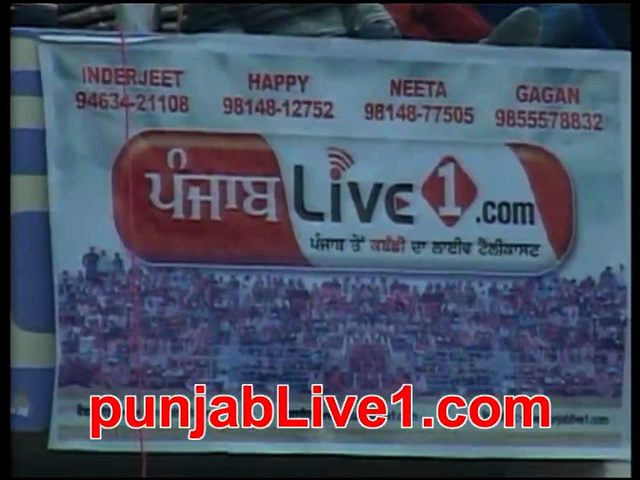 INDERJEET HAPPY NEETA GAGAN
94634-21108 98148-12752 98148-77505 9855578832
ਪੰਜਾਬ Live 1 .com
ਪੰਜਾਬ ਤੋਂ ਕਬੱਡੀ ਦਾ ਲਾਈਵ ਟੈਲੀਕਾਸਟ
punjabLive1.com